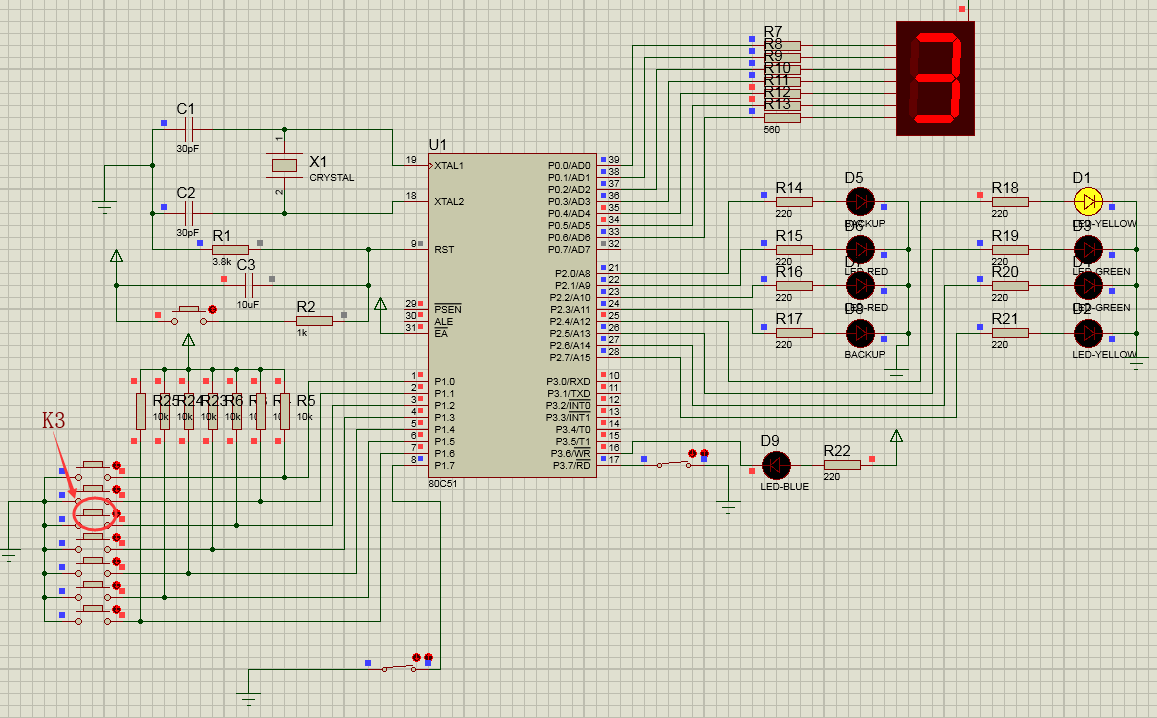 R7
R8
R9
R10
R11
R12
R13
560
C1
30pF
1
X1
CRYSTAL
2
C2
30pF
R1
3.8k
C3
10uF
R2
1k
U1
19
XTAL1
18
XTAL2
9
RST
29
PSEN
30
ALE
31
EA
1
P1.0
2
P1.1
3
P1.2
4
P1.3
5
P1.4
6
P1.5
7
P1.6
8
P1.7
80C51
P0.0/AD0
39
P0.1/AD1
38
P0.2/AD2
37
P0.3/AD3
36
P0.4/AD4
35
P0.5/AD5
34
P0.6/AD6
33
P0.7/AD7
32
P2.0/A8
21
P2.1/A9
22
P2.2/A10
23
P2.3/A11
24
P2.4/A12
25
P2.5/A13
26
P2.6/A14
27
P2.7/A15
28
P3.0/RXD
10
P3.1/TXD
11
P3.2/INT0
12
P3.3/INT1
13
P3.4/T0
14
P3.5/T1
15
P3.6/WR
16
P3.7/RD
17
3
R14
220
D5
BACKUP
R15
220
D6
LED-RED
R16
220
R17
220
D8
BACKUP
R18
220
D1
LED-YELLOW
R19
220
D3
LED-GREEN
R20
220
LED-GREEN
R21
220
D2
LED-YELLOW
D9
LED-BLUE
R22
220
R25
10k
R24
10k
R23
10k
R6
10k
R5
10k
K3